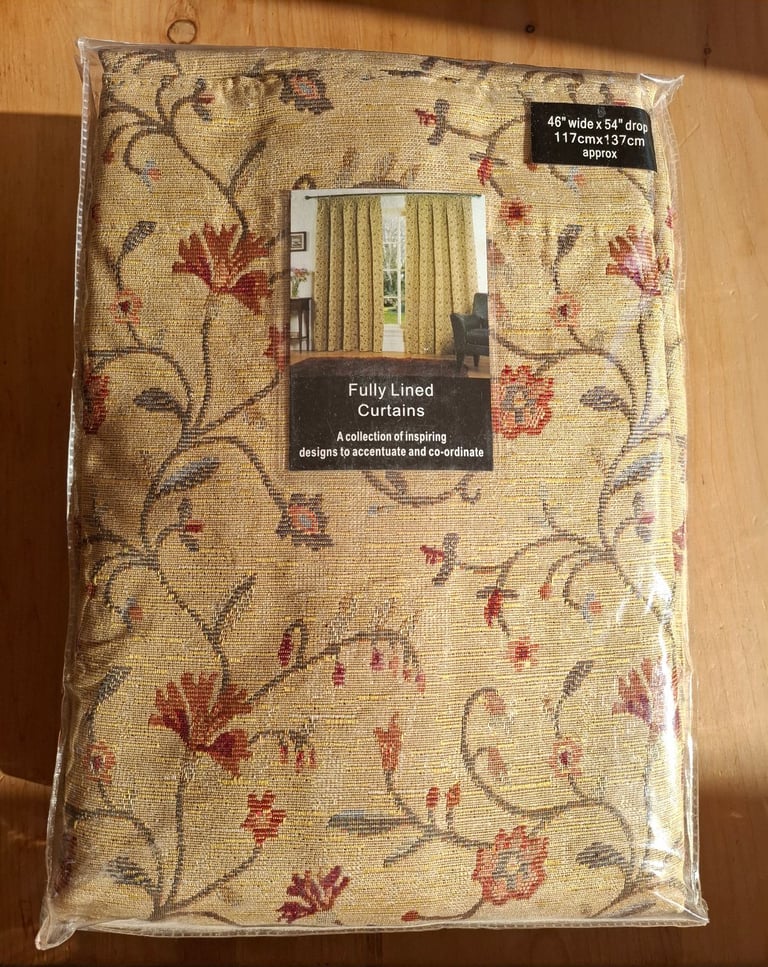 46" wide x 54" drop
117cmx137cm
approx
Fully Lined
Curtains
A collection of inspiring
designs to accentuate and co-ordinate